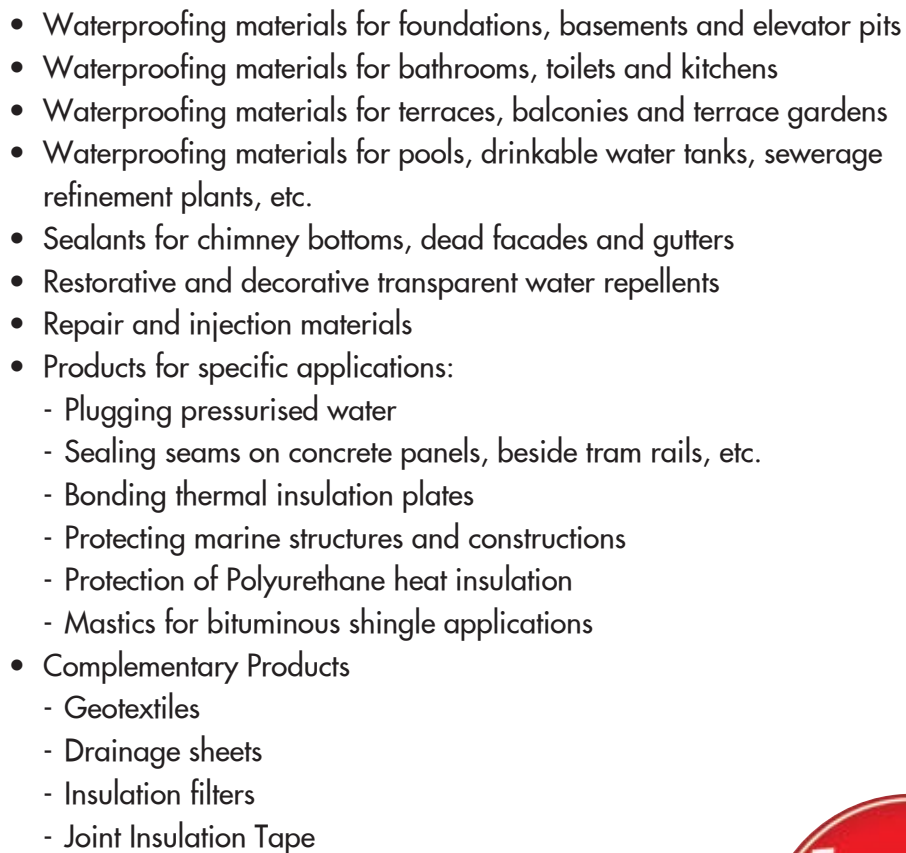 • Waterproofing materials for foundations, basements and elevator pits
• Waterproofing materials for bathrooms, toilets and kitchens
• Waterproofing materials for terraces, balconies and terrace gardens
• Waterproofing materials for pools, drinkable water tanks, sewerage
refinement plants, etc.
• Sealants for chimney bottoms, dead facades and gutters
• Restorative and decorative transparent water repellents
• Repair and injection materials
• Products for specific applications:
- Plugging pressurised water
- Sealing seams on concrete panels, beside tram rails, etc.
- Bonding thermal insulation plates
- Protecting marine structures and constructions
- Protection of Polyurethane heat insulation
- Mastics for bituminous shingle applications
• Complementary Products
- Geotextiles
- Drainage sheets
- Insulation filters
- Joint Insulation Tape